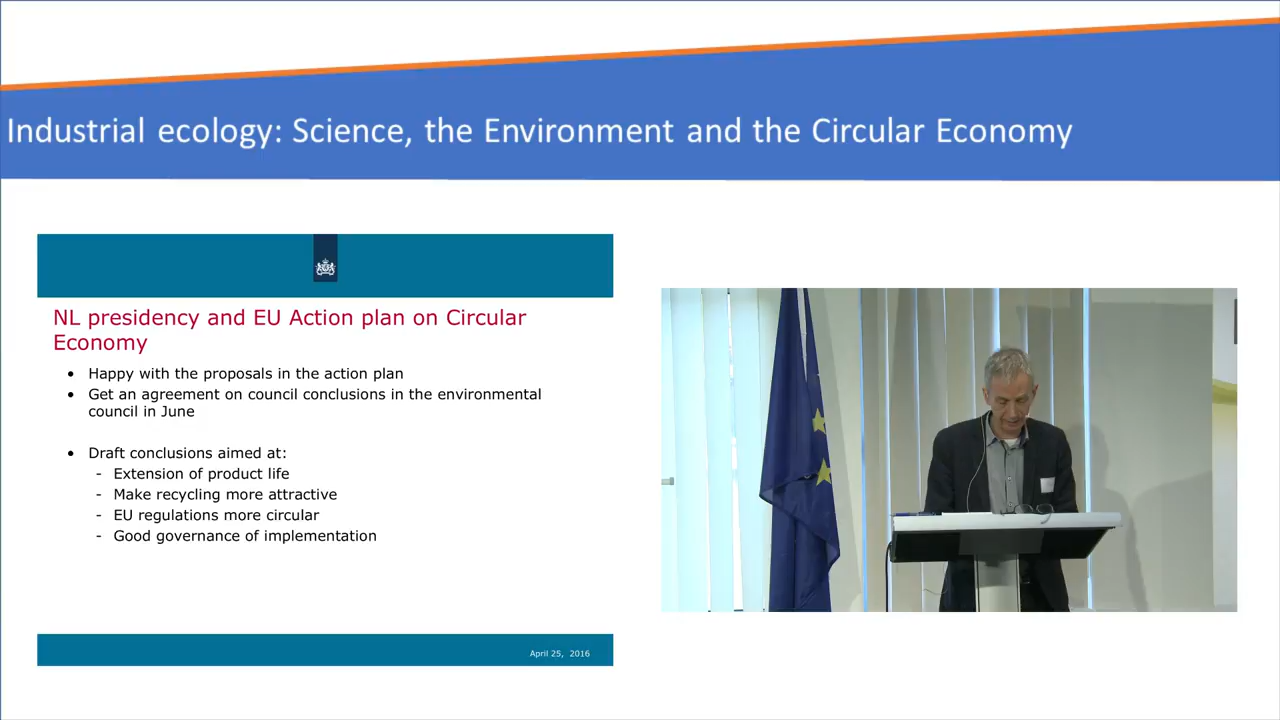 Industrial ecology: Science, the Environment and the Circular Economy
NL presidency and EU Action plan on Circular
Economy
• Happy with the proposals in the action plan
• Get an agreement on council conclusions in the environmental
council in June
• Draft conclusions aimed at:
- Extension of product life
- Make recycling more attractive
- EU regulations more circular
- Good governance of implementation
April 25, 2016